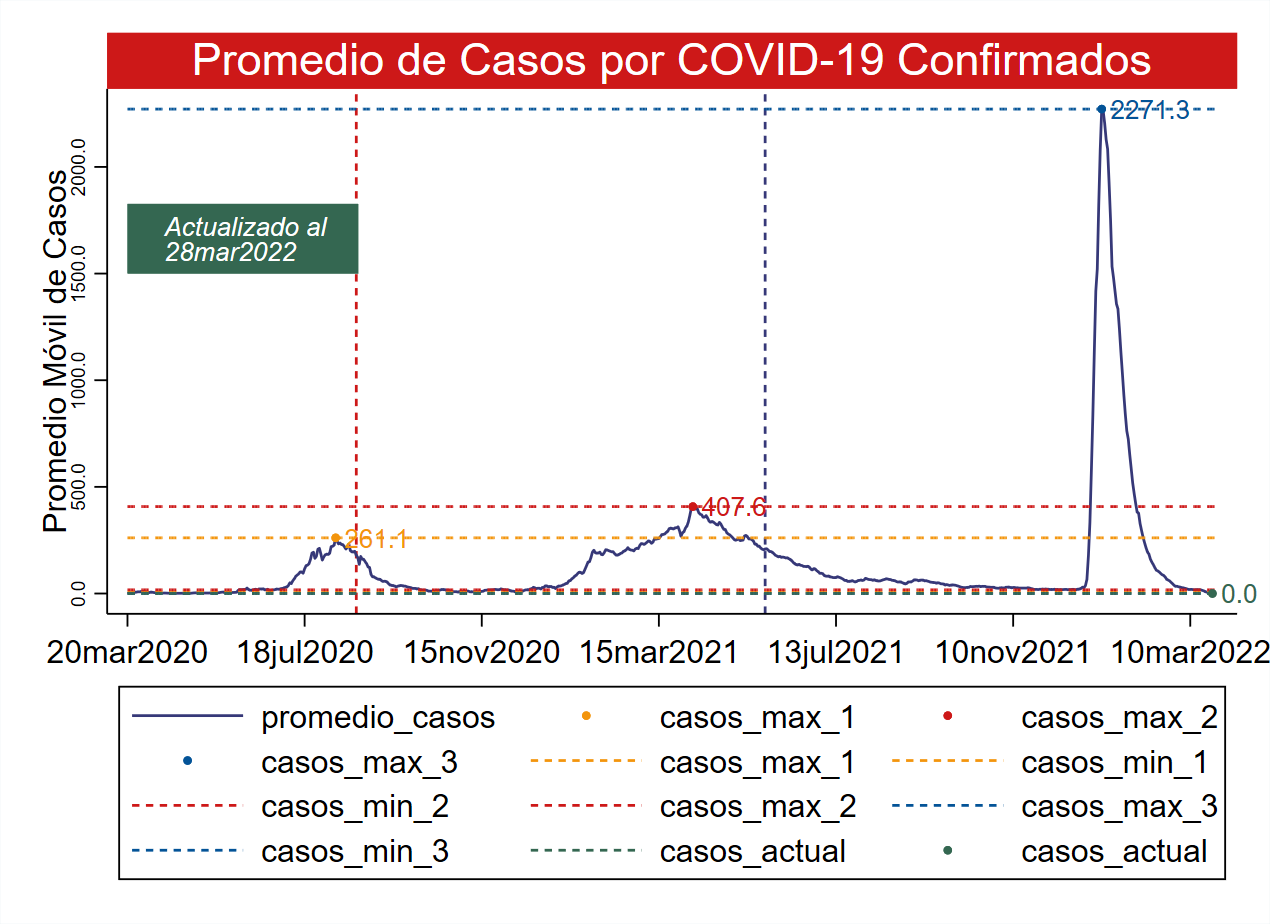 Promedio de Casos por COVID-19 Confirmados
2271.3
Actualizado al
28mar2022
Promedio Móvil de Casos
2000.0
1500.0
1000.0
500.0
0.0
407.6
261.1
0.0
20mar2020 18jul2020 15nov2020 15mar2021 13jul2021 10nov2021 10mar2022
promedio_casos casos_max_1 casos_max_2
casos_max_3 casos_max_1 casos_min_1
casos_min_2 casos_max_2 casos_max_3
casos_min_3 casos_actual casos_actual